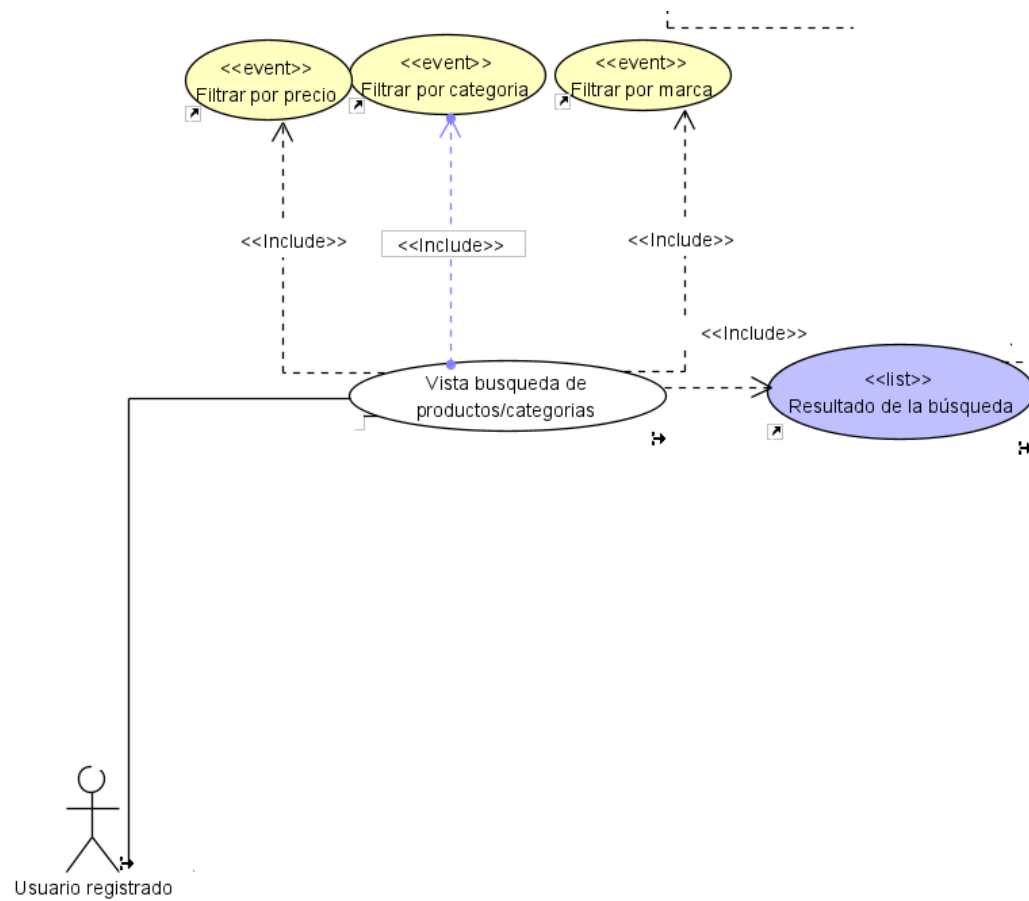 <<event>>
Filtrar por precio
<<event>>
Filtrar por categoria
<<event>>
Filtrar por marca
<<Include>>
<<Include>>
<<Include>>
<<Include>>
Vista busqueda de
productos/categorias
<<list>>
Resultado de la búsqueda
Usuario registrado